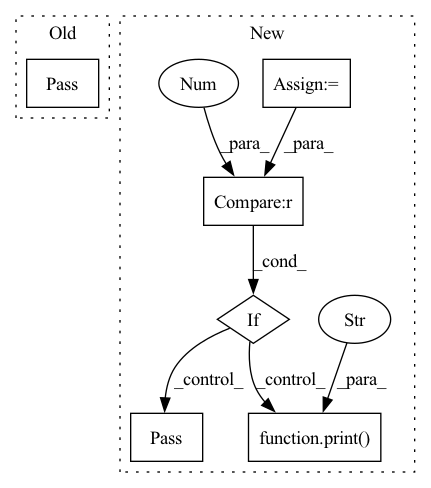 Old
New
Pass
Num
Assign:=
_para_
_para_
Compare:r
_cond_
If
Str
_control_
_control_
_para_
Pass
function.print()